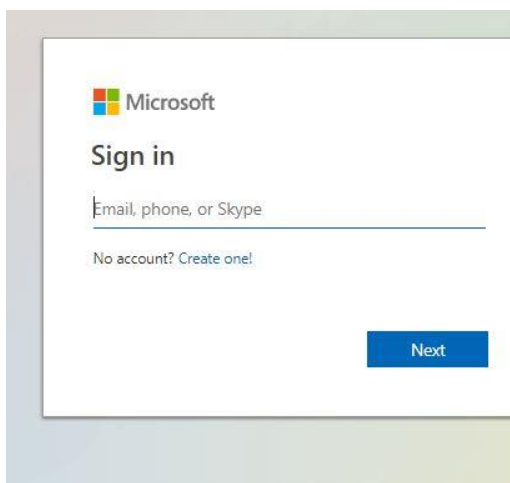 Microsoft
Sign in
Email, phone, or Skype
No account? Create one!
Next